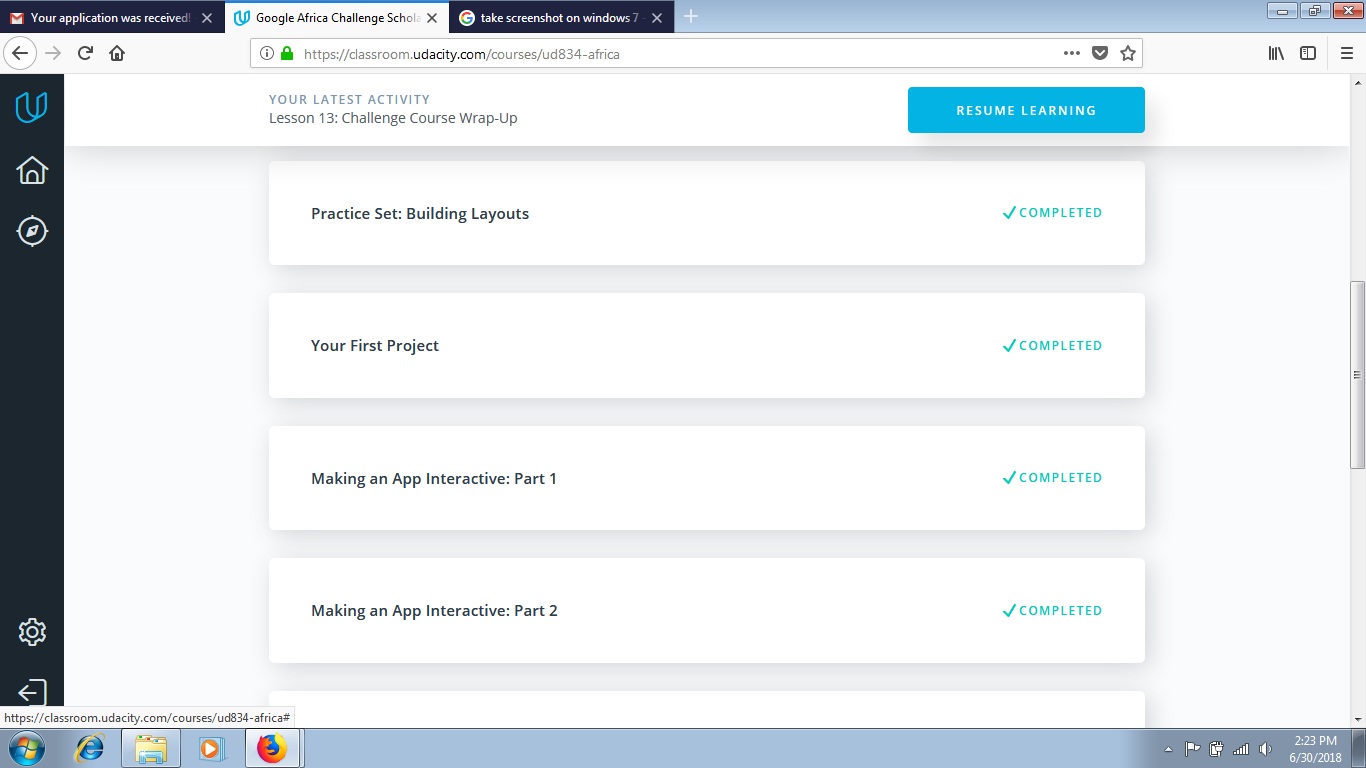 Your application was received!
Google Africa Challenge Schola
take screenshot on windows 7 -
https://classroom.udacity.com/courses/ud834-africa
YOUR LATEST ACTIVITY
Lesson 13: Challenge Course Wrap-Up
RESUME LEARNING
Practice Set: Building Layouts
COMPLETED
Your First Project
COMPLETED
Making an App Interactive: Part 1
COMPLETED
Making an App Interactive: Part 2
COMPLETED
https://classroom.udacity.com/courses/ud834-africa#
2:23 PM
6/30/2018